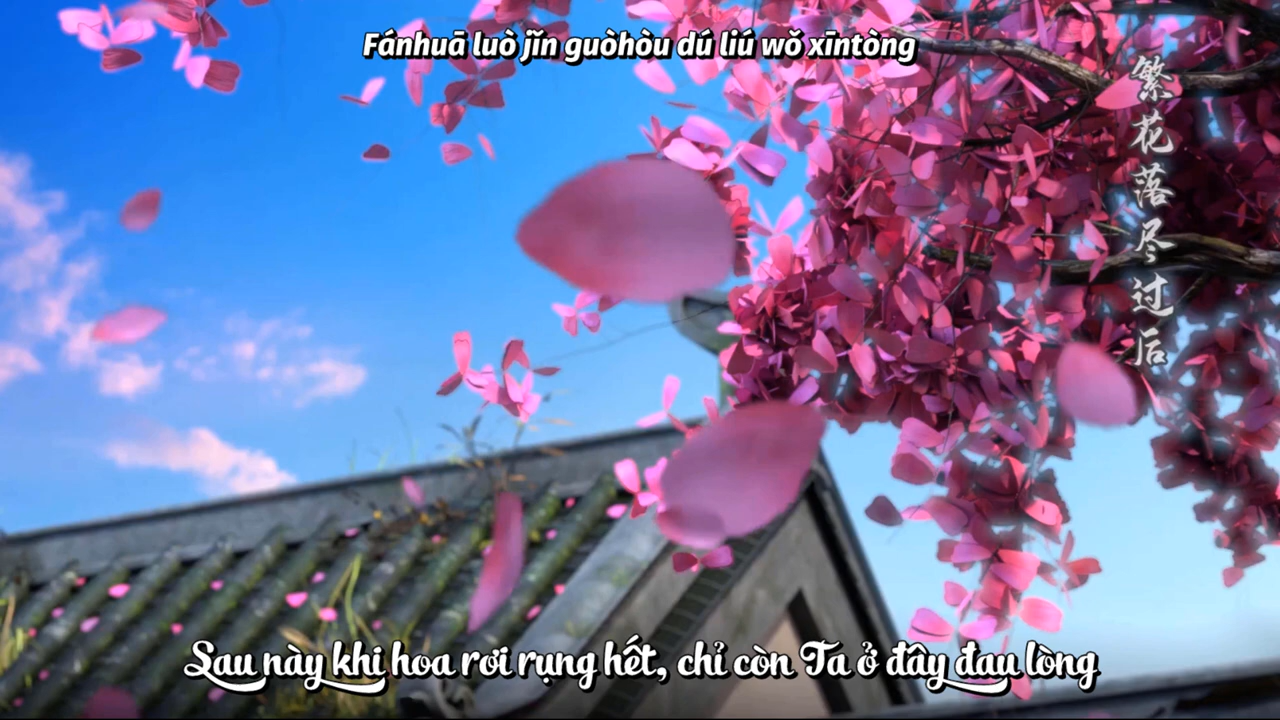 Fánhuā luò jǐn guòhòu dú liú wǒ xīntòng
繁花落尽过后
Sau này khi hoa rơi rụng hết, chỉ còn Ta ở đây đau lòng